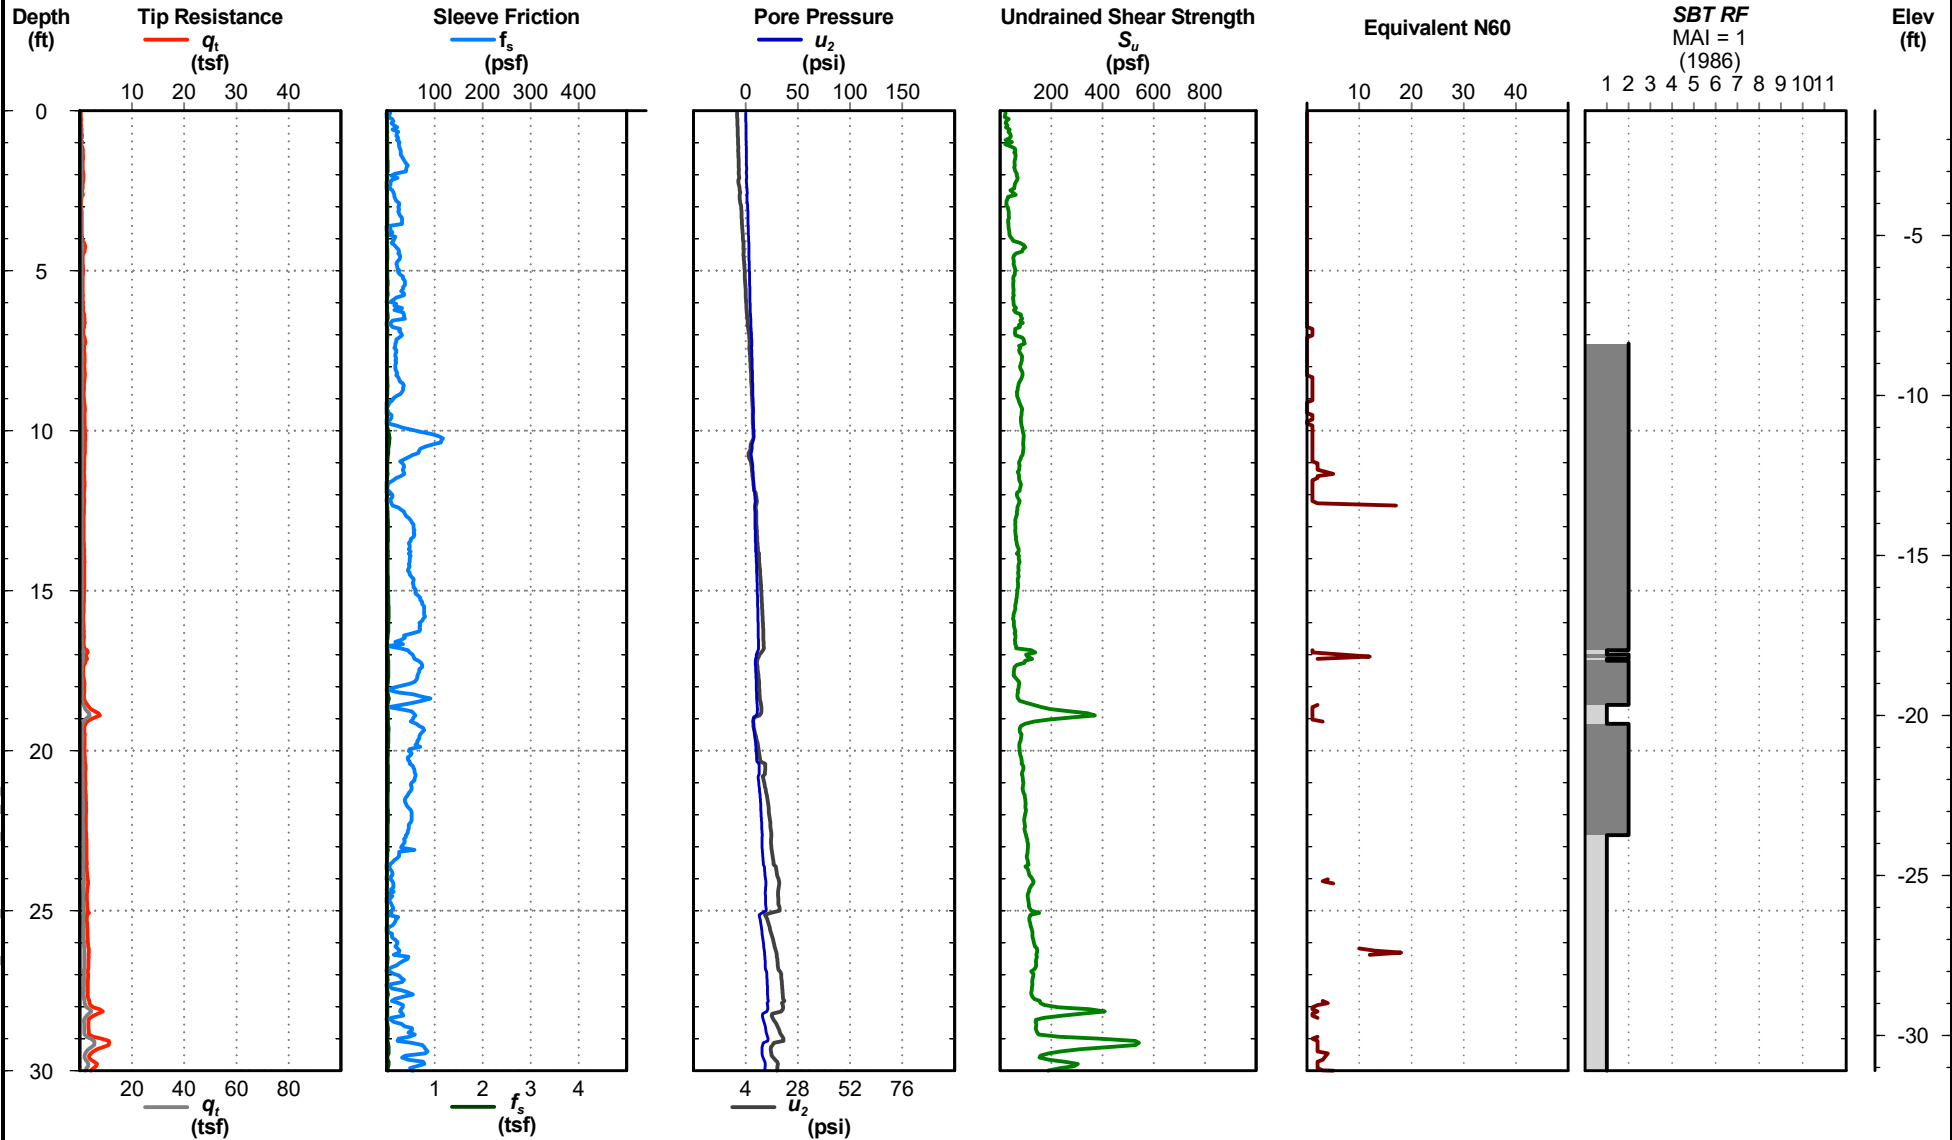 Depth
(ft)
Tip Resistance
qt
(tsf)
Sleeve Friction
fs
(psf)
Pore Pressure
u2
(psi)
Undrained Shear Strength
Su
(psf)
Equivalent N60
SBT RF
MAI = 1
(1986)
Elev
(ft)
10 20 30 40
100 200 300 400
0 50 100 150
200 400 600 800
10 20 30 40
1 2 3 4 5 6 7 8 9 10 11
0
5
10
15
20
25
30
-5
-10
-15
-20
-25
-30
20 40 60 80
qt
(tsf)
1 2 3 4
fs
(tsf)
4 28 52 76
u2
(psi)